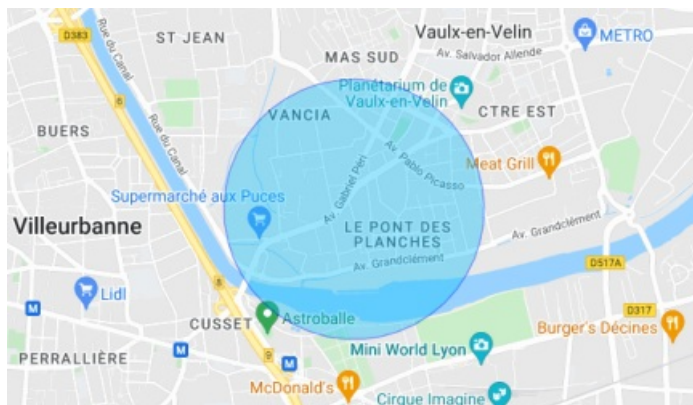 D383
Rue du Canal
ST JEAN
Vaulx-en-Velin
METRO
MAS SUD
Av. Salvador Allende
Planétarium de
Vaulx-en-Velin
6
VANCIA
CTRE EST
BUERS
Rue du Canal
Av. Pablo Picasso
Meat Grill
Av. Gabriel Péri
Supermarché aux Puces
Villeurbanne
LE PONT DES
PLANCHES
Av. Grandclément
Av. Grandclément
D517A
8
Lidl
M
CUSSET
Astroballe
D317
Burger's Décines
PERRALLIÈRE
M
9
M
Mini World Lyon
McDonald's
Cirque Imagine